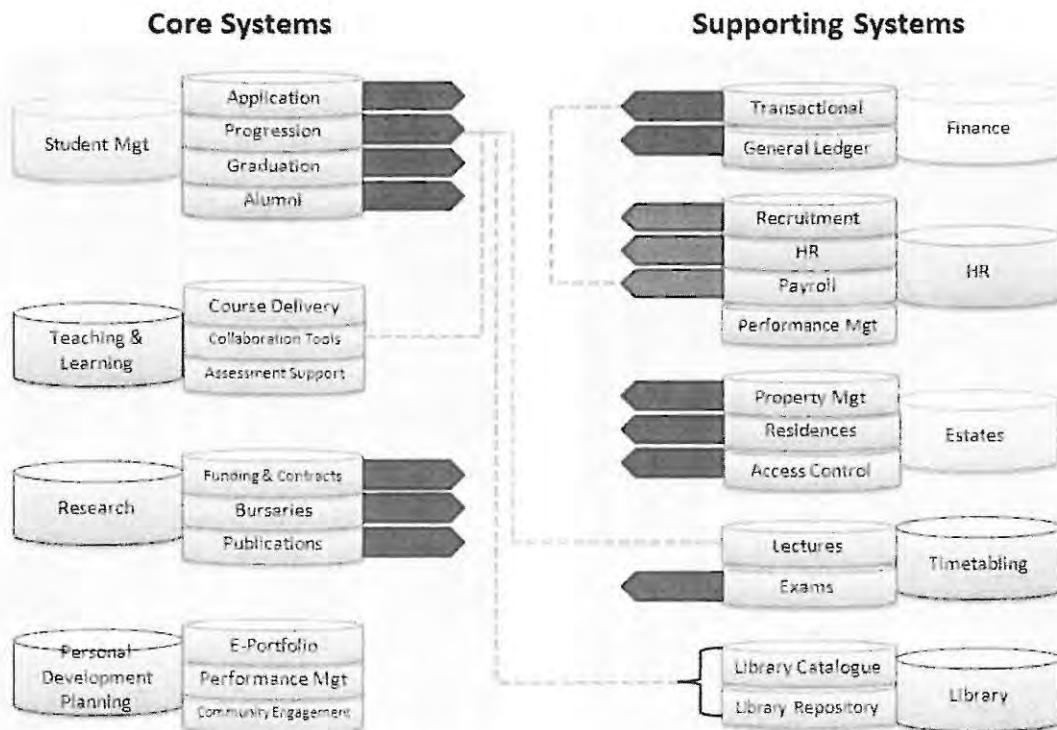 Core Systems
Supporting Systems
Student Mgt
Application
Progression
Graduation
Alumni
Teaching &
Learning
Course Delivery
Collaboration Tools
Assessment Support
Research
Funding & Contracts
Bursaries
Publications
Personal
Development
Planning
E-Portfolio
Performance Mgt
Community Engagement
Transactional
General Ledger
Finance
Recruitment
HR
Payroll
Performance Mgt
HR
Property Mgt
Residences
Access Control
Estates
Lectures
Exams
Timetabling
Library Catalogue
Library Repository
Library